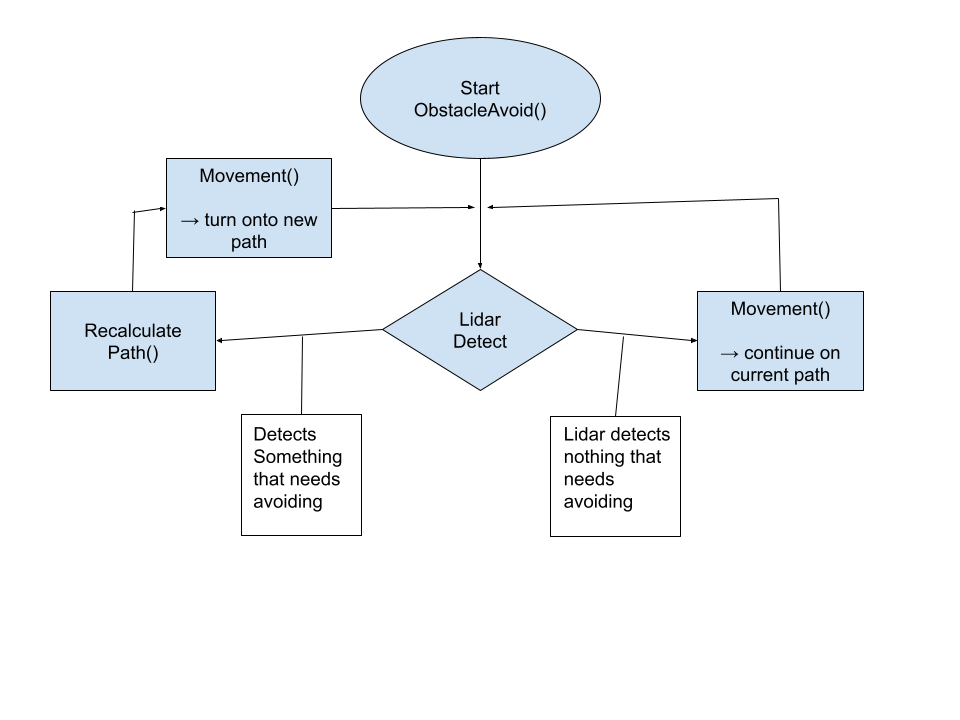 Start
ObstacleAvoid()
Movement()
→ turn onto new
path
Recalculate
Path()
Lidar
Detect
Movement()
→ continue on
current path
Detects
Something
that needs
avoiding
Lidar detects
nothing that
needs
avoiding